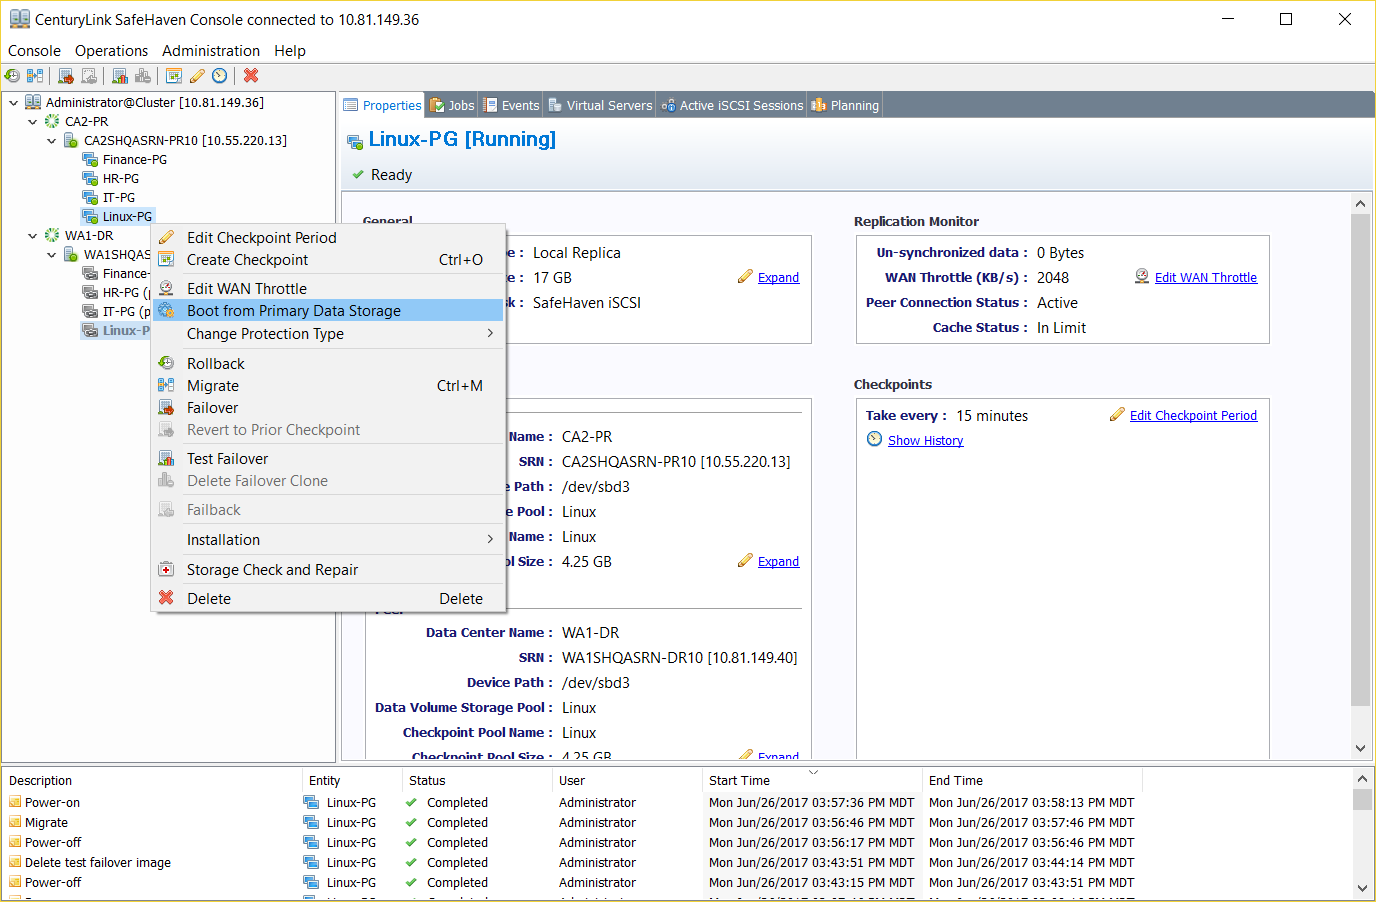 CenturyLink SafeHaven Console connected to 10.81.149.36
Console Operations Administration Help
Administrator@Cluster [10.81.149.36]
CA2-PR
CA2SHQASRN-PR10 [10.55.220.13]
Finance-PG
HR-PG
IT-PG
Linux-PG
WA1-DR
WA1SHQAS
Finance-
HR-PG (
IT-PG (p
Linux-P
Edit Checkpoint Period
Create Checkpoint Ctrl+O
Edit WAN Throttle
Boot from Primary Data Storage
Change Protection Type
Rollback
Migrate Ctrl+M
Failover
Revert to Prior Checkpoint
Test Failover
Delete Failover Clone
Failback
Installation
Storage Check and Repair
Delete Delete
Properties Jobs Events Virtual Servers Active iSCSI Sessions Planning
Linux-PG [Running]
Ready
General
e : Local Replica
e : 17 GB Expand
sk : SafeHaven iSCSI
Name : CA2-PR
SRN : CA2SHQASRN-PR10 [10.55.220.13]
e Path : /dev/sbd3
e Pool : Linux
Name : Linux
ol Size : 4.25 GB Expand
Peer
Data Center Name : WA1-DR
SRN : WA1SHQASRN-DR10 [10.81.149.40]
Device Path : /dev/sbd3
Data Volume Storage Pool : Linux
Checkpoint Pool Name : Linux
Checkpoint Pool Size : 4.25 GB Expand
Replication Monitor
Un-synchronized data : 0 Bytes
WAN Throttle (KB/s) : 2048 Edit WAN Throttle
Peer Connection Status : Active
Cache Status : In Limit
Checkpoints
Take every : 15 minutes Edit Checkpoint Period
Show History
Description Entity Status User Start Time End Time
Power-on Linux-PG Completed Administrator Mon Jun/26/2017 03:57:36 PM MDT Mon Jun/26/2017 03:58:13 PM MDT
Migrate Linux-PG Completed Administrator Mon Jun/26/2017 03:56:46 PM MDT Mon Jun/26/2017 03:57:46 PM MDT
Power-off Linux-PG Completed Administrator Mon Jun/26/2017 03:56:17 PM MDT Mon Jun/26/2017 03:56:46 PM MDT
Delete test failover image Linux-PG Completed Administrator Mon Jun/26/2017 03:43:51 PM MDT Mon Jun/26/2017 03:44:14 PM MDT
Power-off Linux-PG Completed Administrator Mon Jun/26/2017 03:43:15 PM MDT Mon Jun/26/2017 03:43:51 PM MDT